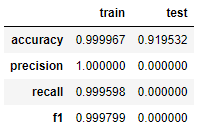 train test
accuracy 0.999967 0.919532
precision 1.000000 0.000000
recall 0.999598 0.000000
f1 0.999799 0.000000